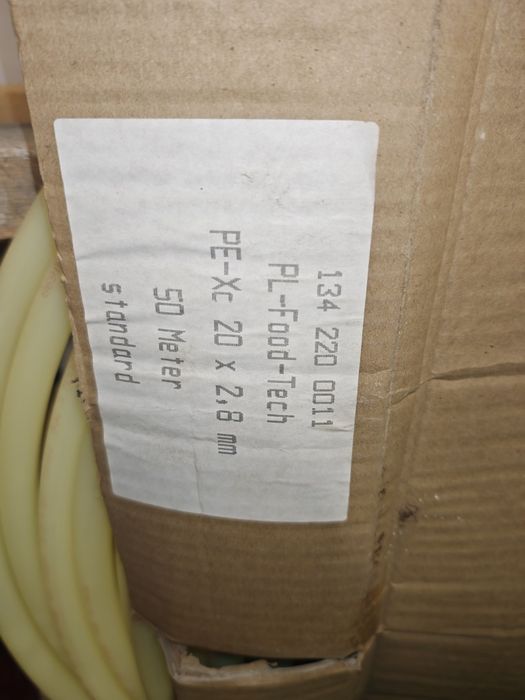 134 220 0011
PL-Food-Tech
PE-Xc 20 x 2,8 mm
50 Meter
standard